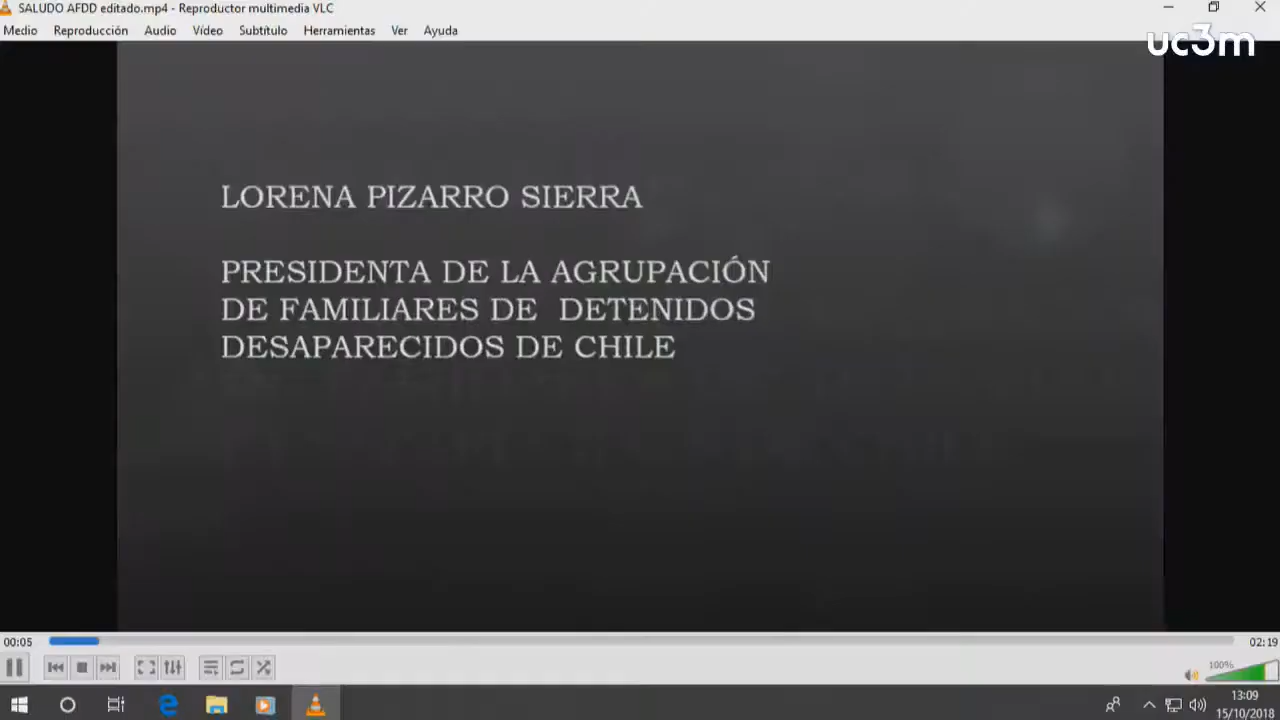 SALUDO AFDD editado.mp4 - Reproductor multimedia VLC
Medio Reproducción Audio Vídeo Subtítulo Herramientas Ver Ayuda
uc3m
LORENA PIZARRO SIERRA
PRESIDENTA DE LA AGRUPACIÓN
DE FAMILIARES DE DETENIDOS
DESAPARECIDOS DE CHILE
00:05 02:19
100%
13:09
15/10/2018